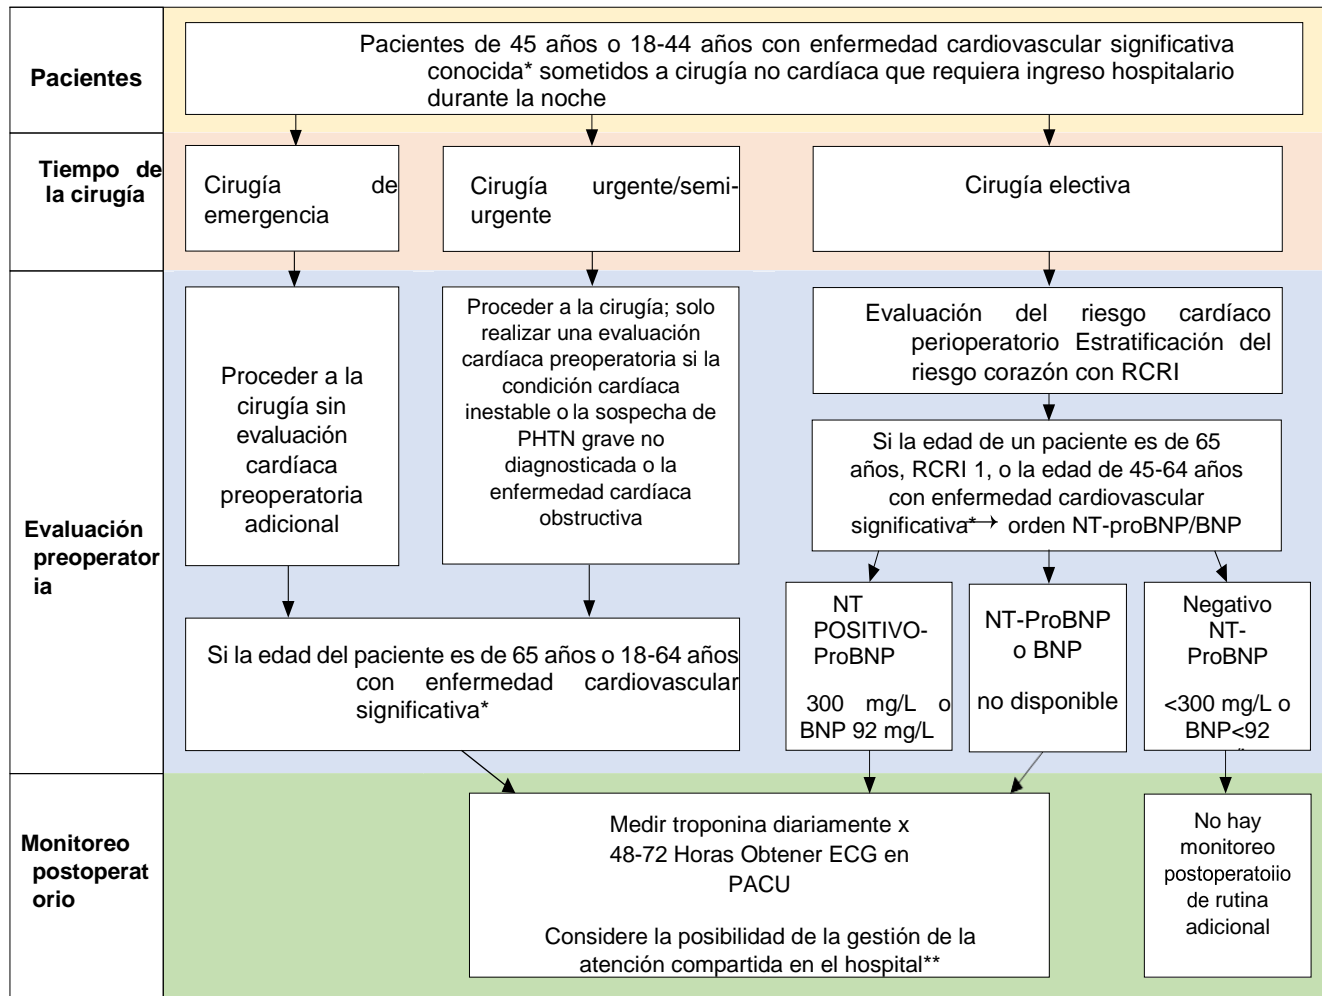 Pacientes
Pacientes de 45 años o 18-44 años con enfermedad cardiovascular significativa
conocida* sometidos a cirugía no cardíaca que requiera ingreso hospitalario
durante la noche
Tiempo de
la cirugía
Cirugía de
emergencia
Cirugía urgente/semi-
urgente
Cirugía electiva
Evaluación
preoperator
ia
Proceder a la
cirugía sin
evaluación
cardíaca
preoperatoria
adicional
Proceder a la cirugía; solo
realizar una evaluación
cardíaca preoperatoria si la
condición cardíaca
inestable o la sospecha de
PHTN grave no
diagnosticada o la
enfermedad cardíaca
obstructiva
Evaluación del riesgo cardíaco
perioperatorio Estratificación del
riesgo corazón con RCRI
Si la edad de un paciente es de 65
años, RCRI 1, o la edad de 45-64 años
con enfermedad cardiovascular
significativa*→ orden NT-proBNP/BNP
Si la edad del paciente es de 65 años o 18-64 años
con enfermedad cardiovascular
significativa*
NT
POSITIVO-
ProBNP
300 mg/L o
BNP 92 mg/L
NT-ProBNP
o BNP
no disponible
Negativo
NT-
ProBNP
<300 mg/L o
BNP<92
Monitoreo
postoperat
orio
Medir troponina diariamente x
48-72 Horas Obtener ECG en
PACU
Considere la posibilidad de la gestión de la
atención compartida en el hospital**
No hay
monitoreo
postoperatoiio
de rutina
adicional